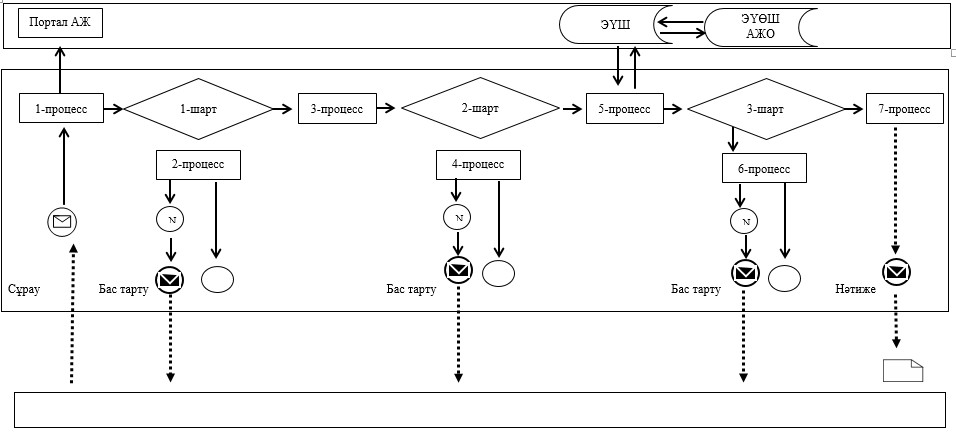 Портал АЖ
ЭҮШ
ЭҮӨШ
АЖО
1-процесс
1-шарт
3-процесс
2-шарт
5-процесс
3-шарт
7-процесс
2-процесс
4-процесс
6-процесс
N
N
N
Сұрау
Бас тарту
Бас тарту
Бас тарту
Нәтиже